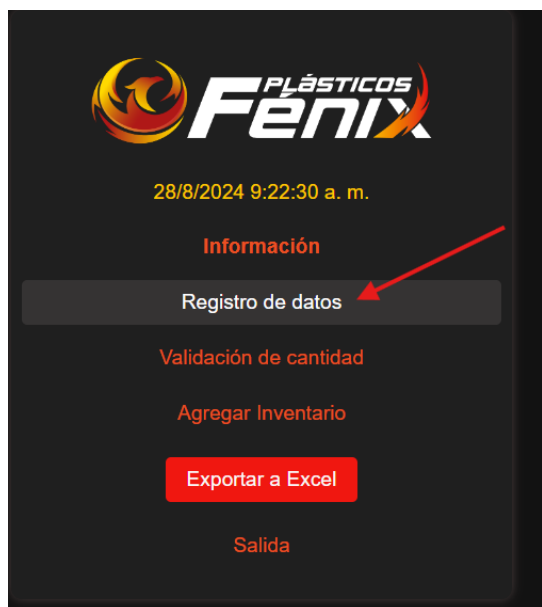 PLÁSTICOS
Fénix
28/8/2024 9:22:30 a. m.
Información
Registro de datos
Validación de cantidad
Agregar Inventario
Exportar a Excel
Salida